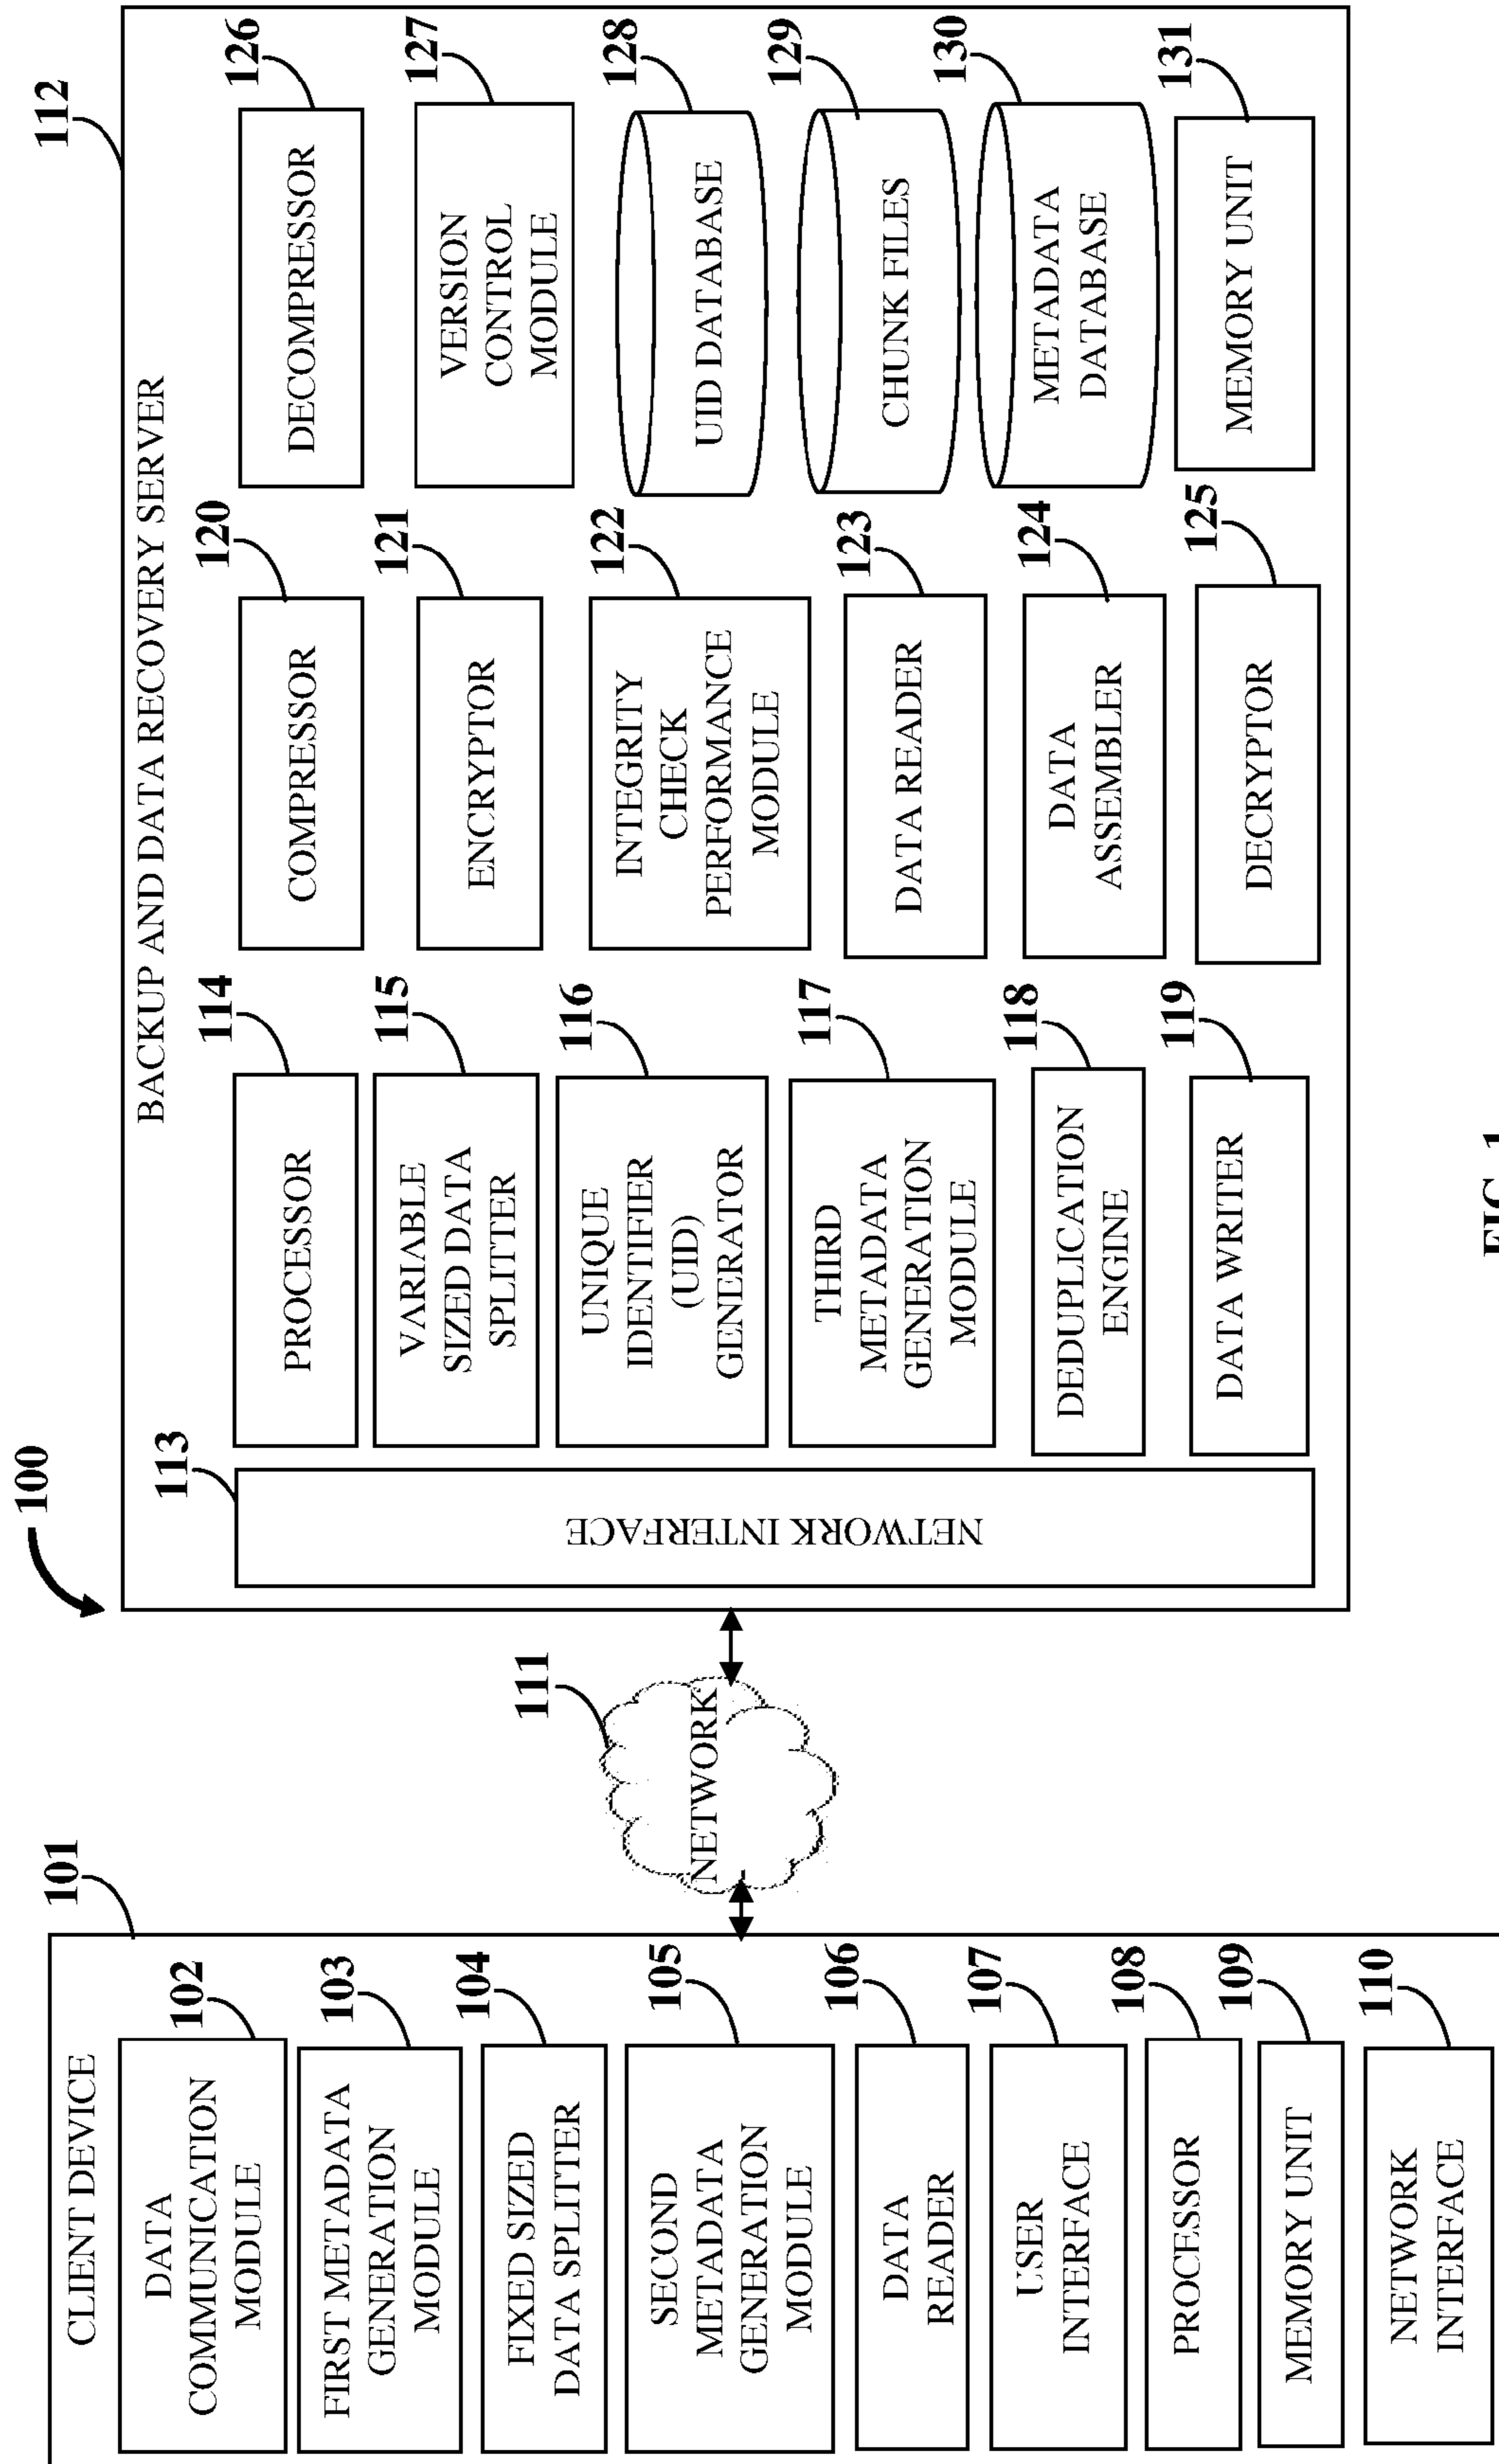 100
CLIENT DEVICE
101
DATA
COMMUNICATION
MODULE
102
FIRST METADATA
GENERATION
MODULE
103
FIXED SIZED
DATA SPLITTER
104
SECOND
METADATA
GENERATION
MODULE
105
DATA
READER
106
USER
INTERFACE
107
PROCESSOR
108
MEMORY UNIT
109
NETWORK
INTERFACE
110
NETWORK
111
BACKUP AND DATA RECOVERY SERVER
112
NETWORK INTERFACE
113
PROCESSOR
114
VARIABLE
SIZED DATA
SPLITTER
115
UNIQUE
IDENTIFIER
(UID)
GENERATOR
116
THIRD
METADATA
GENERATION
MODULE
117
DEDUPLICATION
ENGINE
118
DATA WRITER
119
COMPRESSOR
120
ENCRYPTOR
121
INTEGRITY
CHECK
PERFORMANCE
MODULE
122
DATA READER
123
DATA
ASSEMBLER
124
DECRYPTOR
125
DECOMPRESSOR
126
VERSION
CONTROL
MODULE
127
UID DATABASE
128
CHUNK FILES
129
METADATA
DATABASE
130
MEMORY UNIT
131
FIG. 1